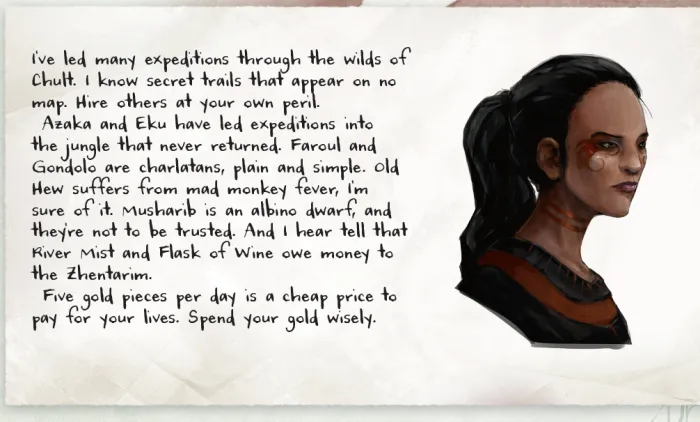 I've led many expeditions through the wilds of
Chult. I know secret trails that appear on no
map. Hire others at your own peril.
Azaka and Eku have led expeditions into
the jungle that never returned. Faroul and
Gondolo are charlatans, plain and simple. Old
Hew suffers from mad monkey fever, I'm
sure of it. Musharib is an albino dwarf, and
they're not to be trusted. And I hear tell that
River Mist and Flask of Wine owe money to
the Zhentarim.
Five gold pieces per day is a cheap price to
pay for your lives. Spend your gold wisely.